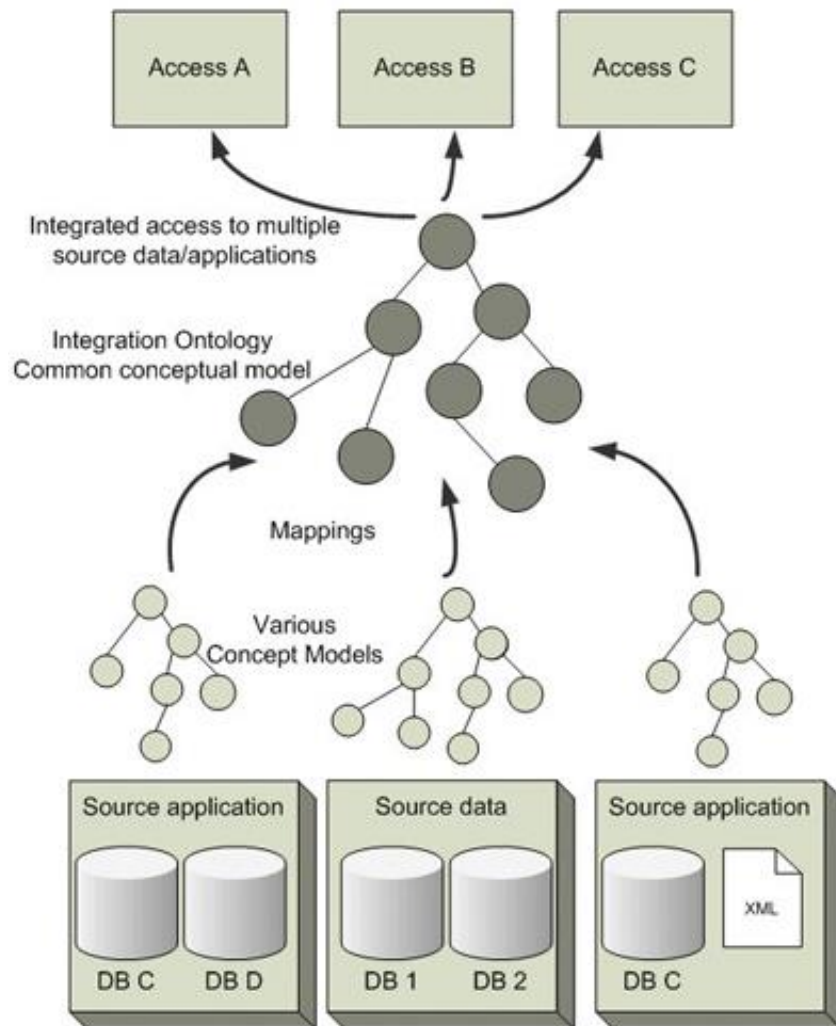 Access A
Access B
Access C
Integrated access to multiple
source data/applications
Integration Ontology
Common conceptual model
Mappings
Various
Concept Models
Source application
DB C
DB D
Source data
DB 1
DB 2
Source application
DB C
XML